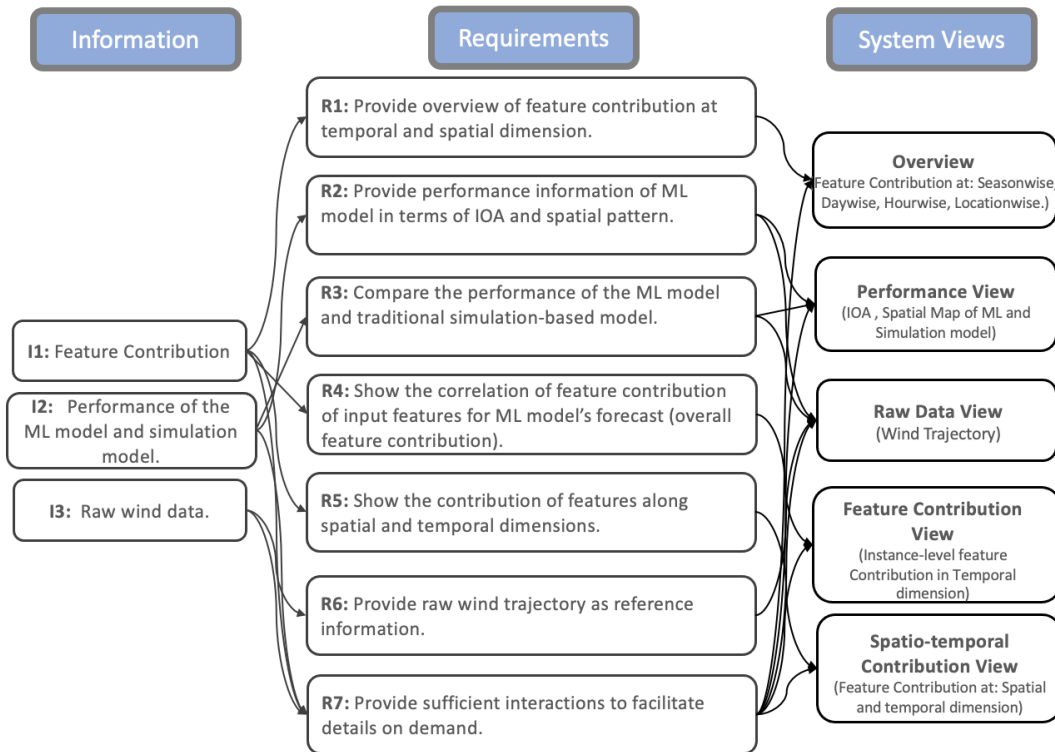 Information
Requirements
System Views
R1: Provide overview of feature contribution at
temporal and spatial dimension.
R2: Provide performance information of ML
model in terms of IOA and spatial pattern.
R3: Compare the performance of the ML model
and traditional simulation-based model.
R4: Show the correlation of feature contribution
of input features for ML model's forecast (overall
feature contribution).
R5: Show the contribution of features along
spatial and temporal dimensions.
R6: Provide raw wind trajectory as reference
information.
R7: Provide sufficient interactions to facilitate
details on demand.
I1: Feature Contribution
I2: Performance of the
ML model and simulation
model.
I3: Raw wind data.
Overview
Feature Contribution at: Seasonwise,
Daywise, Hourwise, Locationwise.)
Performance View
(IOA , Spatial Map of ML and
Simulation model)
Raw Data View
(Wind Trajectory)
Feature Contribution
View
(Instance-level feature
Contribution in Temporal
dimension)
Spatio-temporal
Contribution View
(Feature Contribution at: Spatial
and temporal dimension)